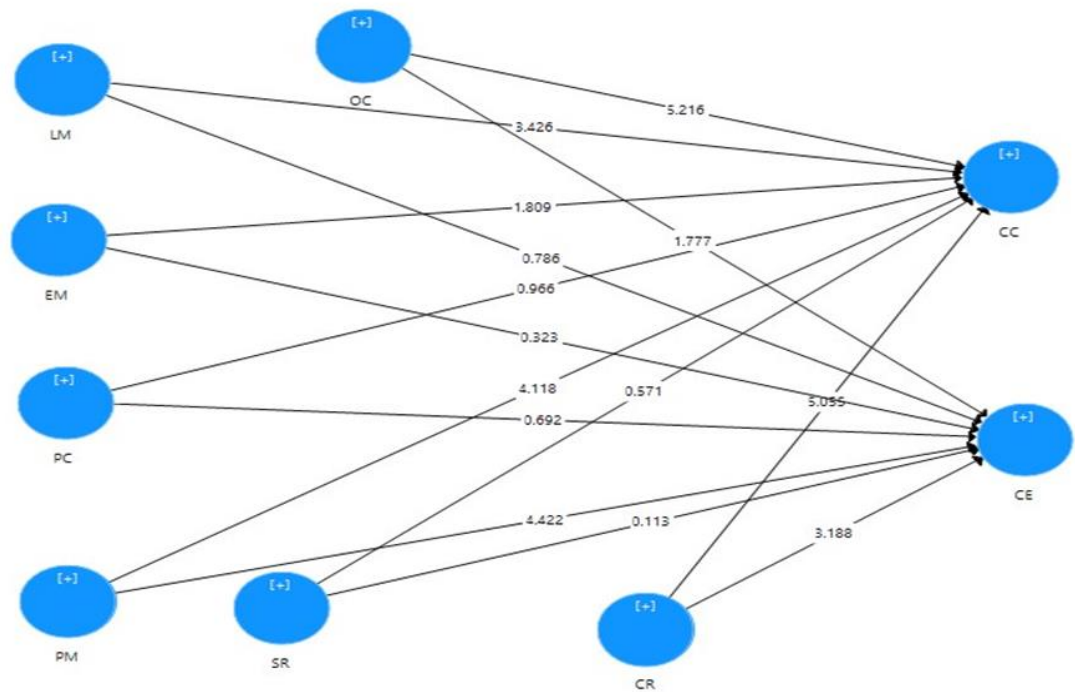 [+]
OC
[+]
LM
5.216
3.426
[+]
CC
[+]
EM
1.809
1.777
0.786
0.966
0.323
[+]
PC
4.118
0.571
5.035
0.692
[+]
CE
4.422
0.113
3.188
[+]
PM
[+]
SR
[+]
CR